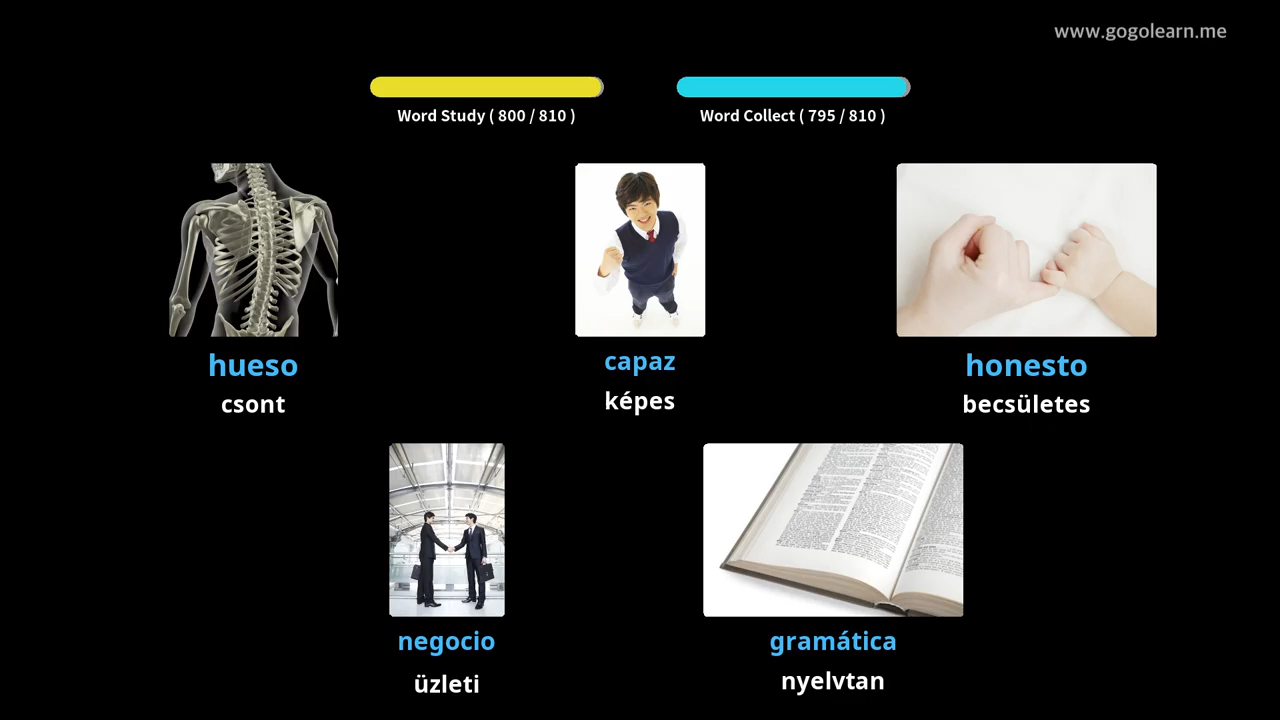 www.gogolearn.me
Word Study ( 800 / 810 )
Word Collect ( 795 / 810 )
hueso
csont
capaz
képes
honesto
becsületes
negocio
üzleti
gramática
nyelvtan